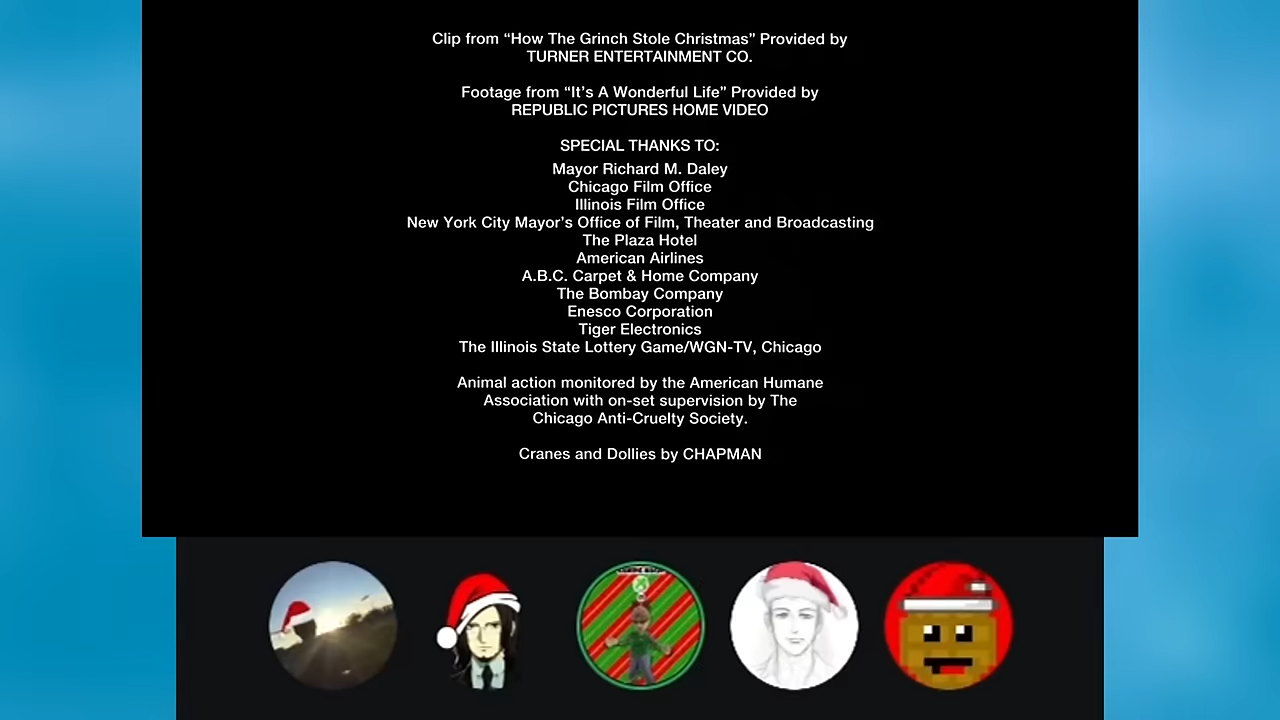 Clip from “How The Grinch Stole Christmas” Provided by
TURNER ENTERTAINMENT CO.
Footage from “It’s A Wonderful Life” Provided by
REPUBLIC PICTURES HOME VIDEO
SPECIAL THANKS TO:
Mayor Richard M. Daley
Chicago Film Office
Illinois Film Office
New York City Mayor’s Office of Film, Theater and Broadcasting
The Plaza Hotel
American Airlines
A.B.C. Carpet & Home Company
The Bombay Company
Enesco Corporation
Tiger Electronics
The Illinois State Lottery Game/WGN-TV, Chicago
Animal action monitored by the American Humane
Association with on-set supervision by The
Chicago Anti-Cruelty Society.
Cranes and Dollies by CHAPMAN